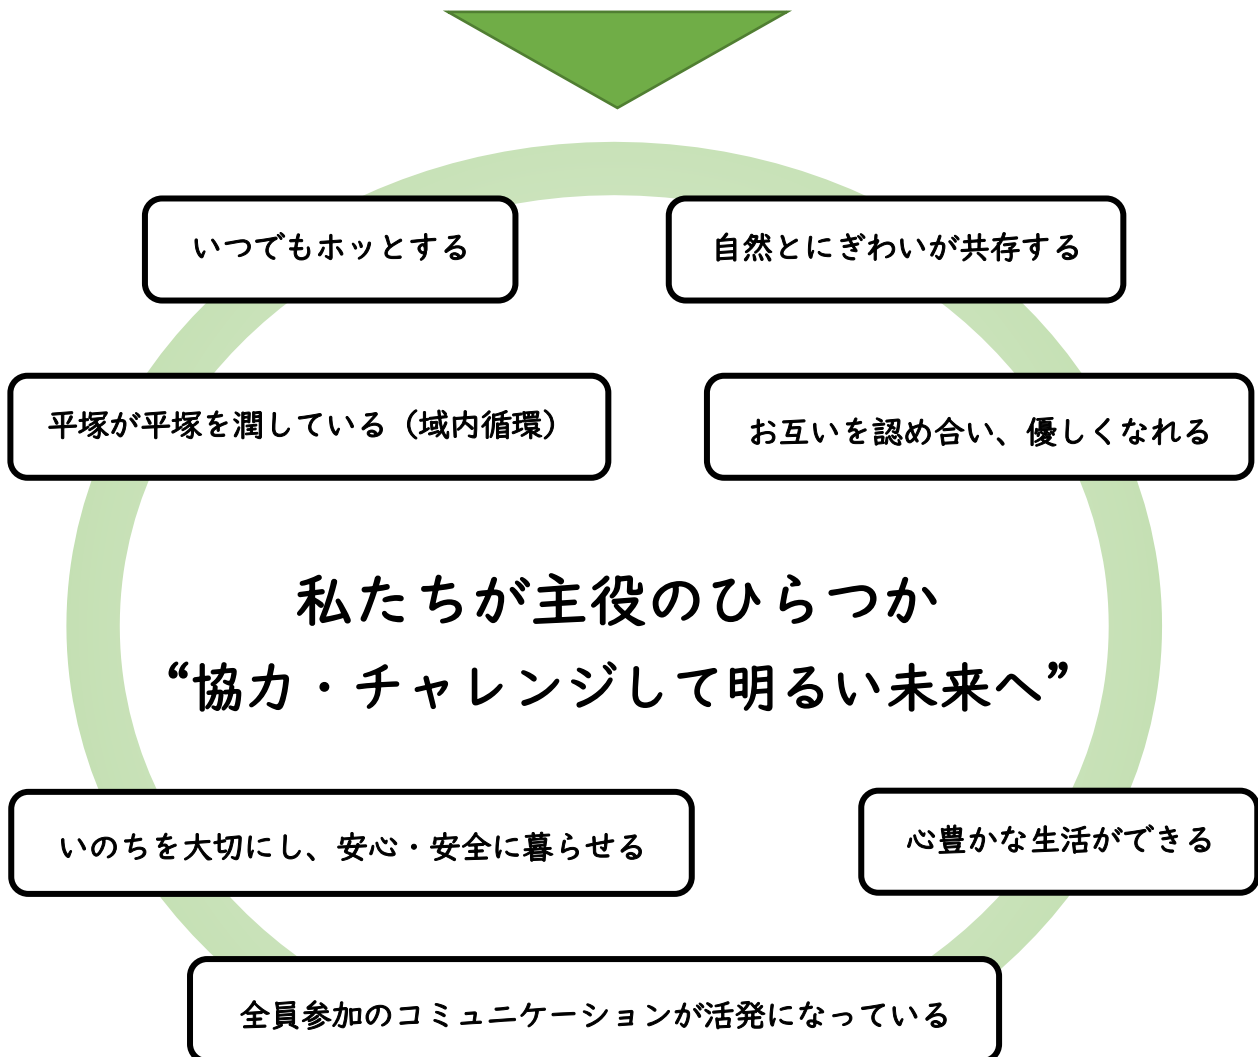 いつでもホッとする
自然とにぎわいが共存する
平塚が平塚を潤している（域内循環）
お互いを認め合い、優しくなれる
私たちが主役のひらつか
“協力・チャレンジして明るい未来へ”
いのちを大切にし、安心・安全に暮らせる
心豊かな生活ができる
全員参加のコミュニケーションが活発になっている